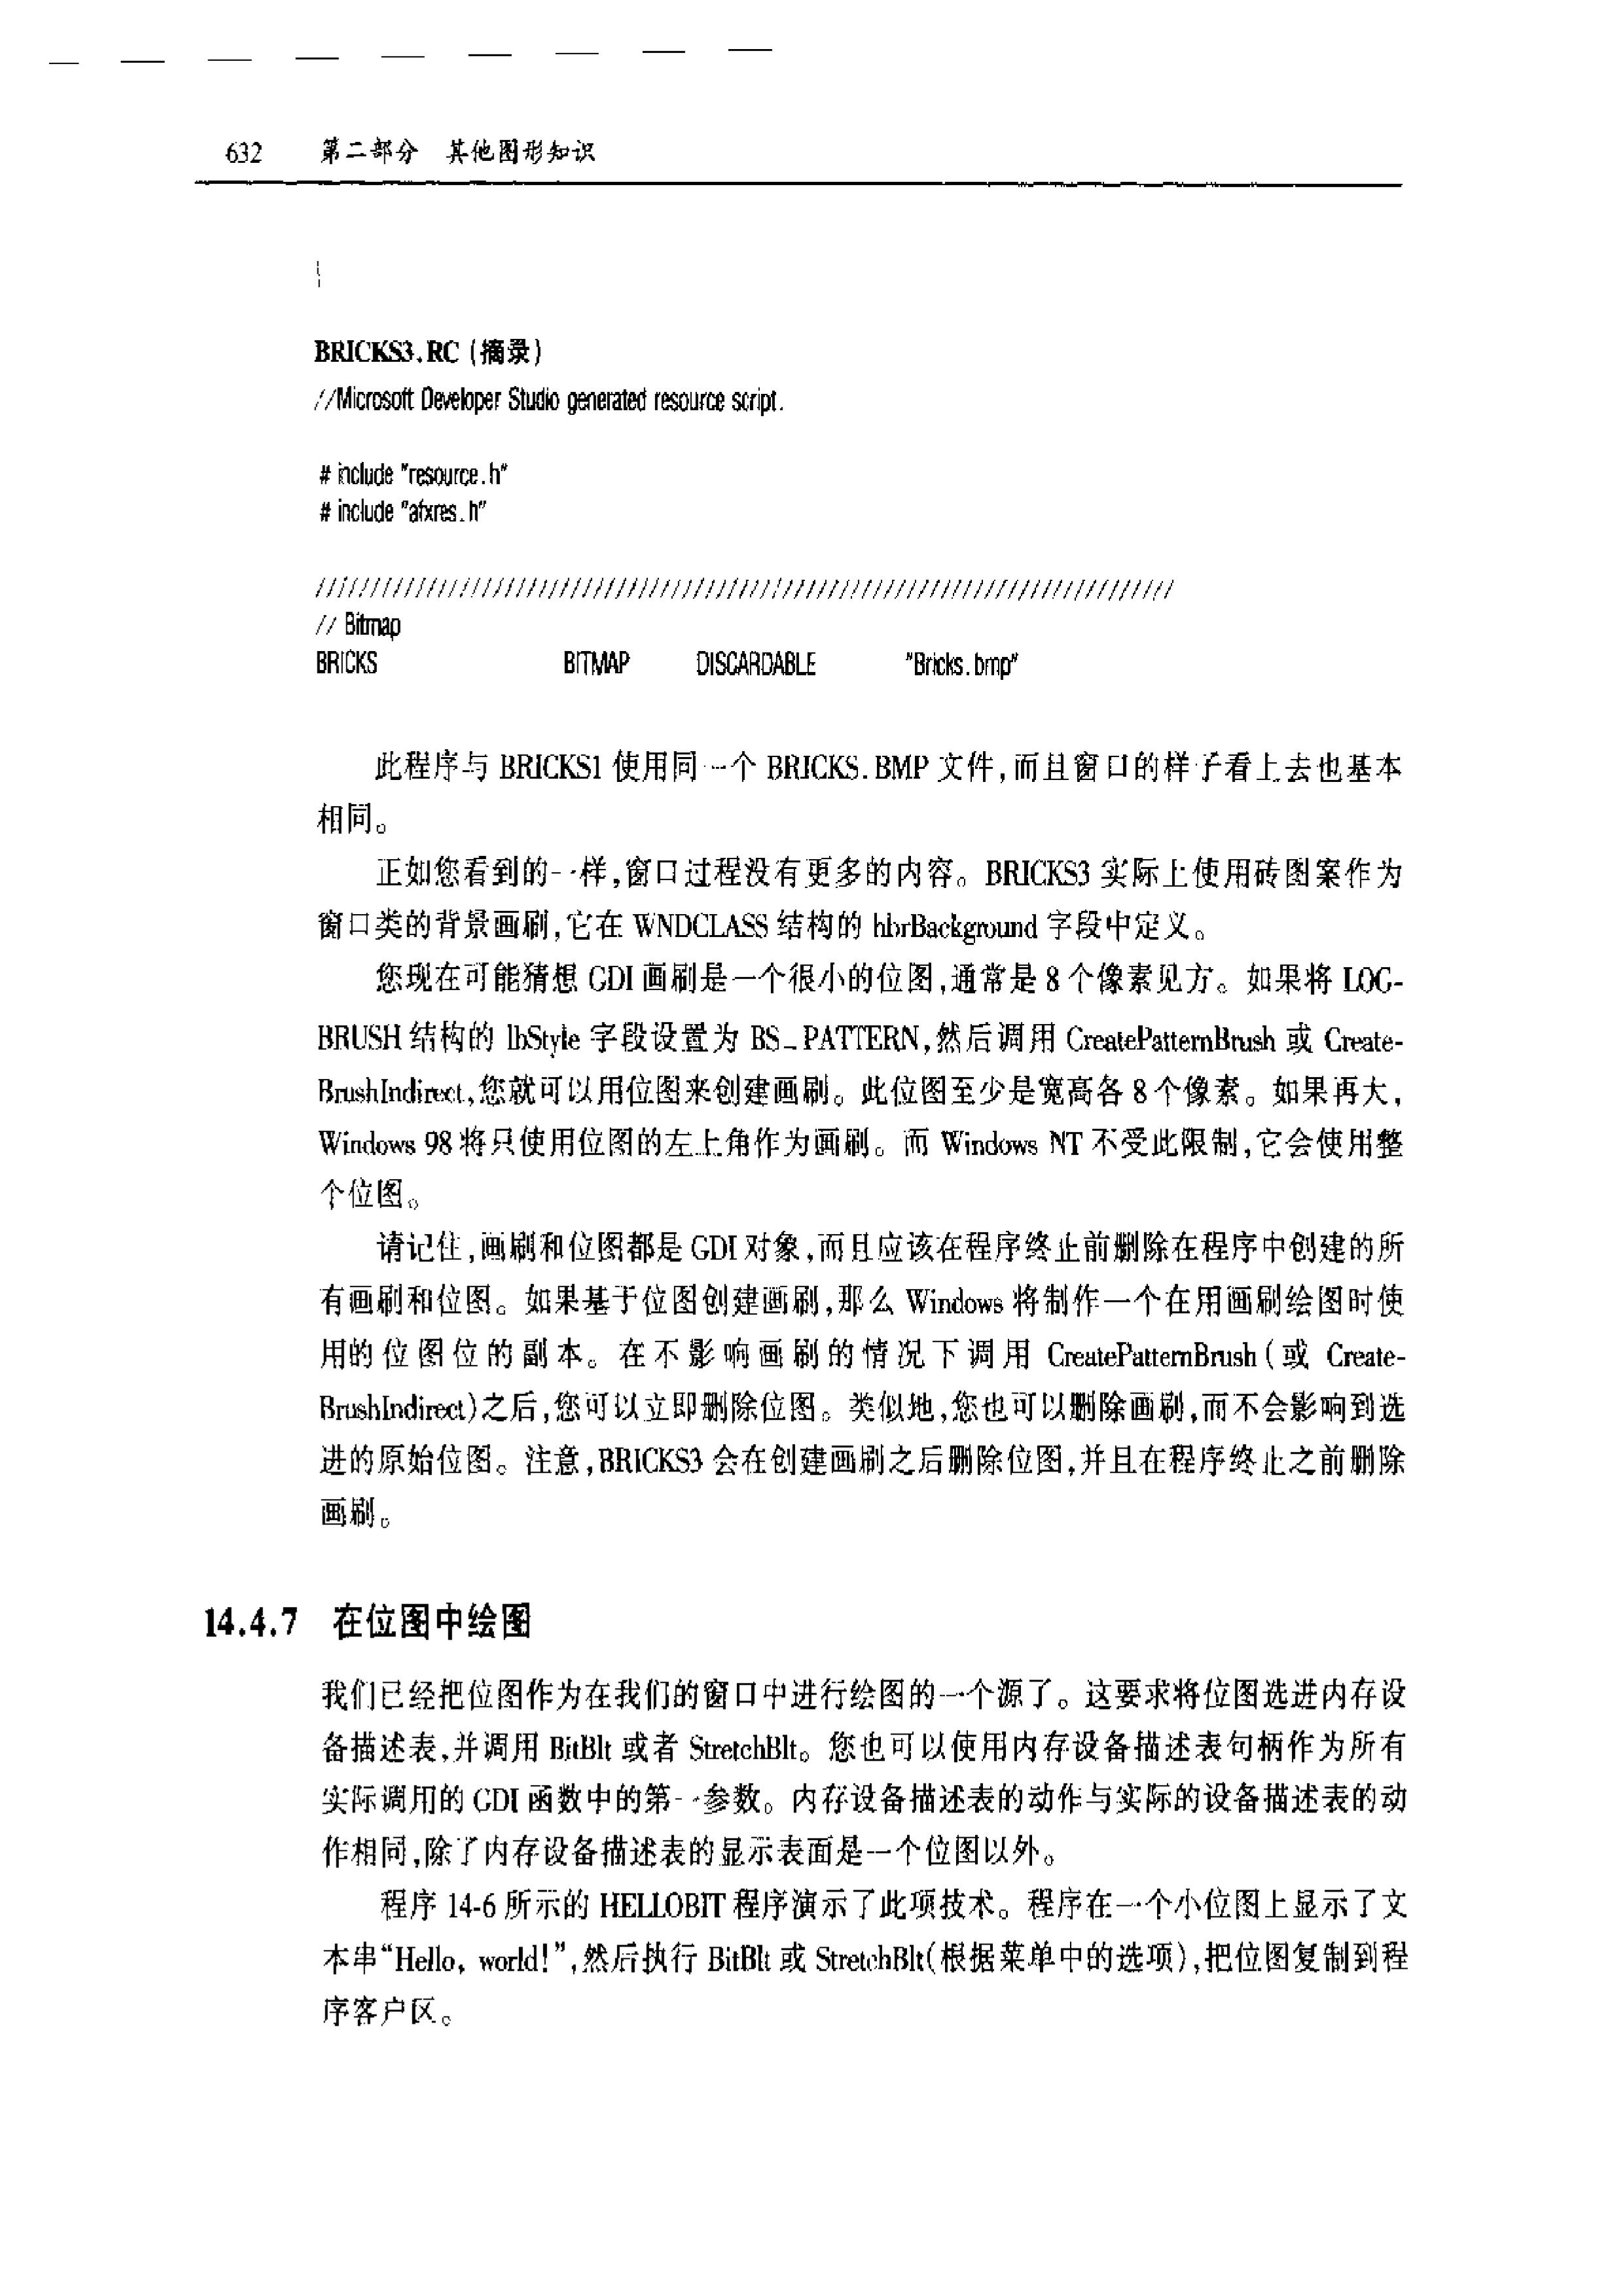 632 第二部分 其他图形知识
}
BRICKS3.RC (摘录)
//Microsoft Developer Studio generated resource script.
# include "resource.h"
# include "afxres.h"
/////////////////////////////////////////////////////////////////////////////
// Bitmap
BRICKS BITMAP DISCARDABLE "Bricks.bmp"
此程序与 BRICKS1 使用同一个 BRICKS.BMP 文件,而且窗口的样子看上去也基本
相同。
正如您看到的一样,窗口过程没有更多的内容。BRICKS3 实际上使用砖图案作为
窗口类的背景画刷,它在 WNDCLASS 结构的 hbrBackground 字段中定义。
您现在可能猜想 GDI 画刷是一个很小的位图,通常是 8 个像素见方。如果将 LOG-
BRUSH 结构的 lbStyle 字段设置为 BS_PATTERN,然后调用 CreatePatternBrush 或 Create-
BrushIndirect,您就可以用位图来创建画刷。此位图至少是宽高各 8 个像素。如果再大,
Windows 98 将只使用位图的左上角作为画刷。而 Windows NT 不受此限制,它会使用整
个位图。
请记住,画刷和位图都是 GDI 对象,而且应该在程序终止前删除在程序中创建的所
有画刷和位图。如果基于位图创建画刷,那么 Windows 将制作一个在用画刷绘图时使
用的位图位的副本。在不影响画刷的情况下调用 CreatePatternBrush(或 Create-
BrushIndirect)之后,您可以立即删除位图。类似地,您也可以删除画刷,而不会影响到选
进的原始位图。注意,BRICKS3 会在创建画刷之后删除位图,并且在程序终止之前删除
画刷。
14.4.7 在位图中绘图
我们已经把位图作为在我们的窗口中进行绘图的一个源了。这要求将位图选进内存设
备描述表,并调用 BitBlt 或者 StretchBlt。您也可以使用内存设备描述表句柄作为所有
实际调用的 GDI 函数中的第一参数。内存设备描述表的动作与实际的设备描述表的动
作相同,除了内存设备描述表的显示表面是一个位图以外。
程序 14-6 所示的 HELLOBIT 程序演示了此项技术。程序在一个小位图上显示了文
本串“Hello, world!”,然后执行 BitBlt 或 StretchBlt(根据菜单中的选项),把位图复制到程
序客户区。